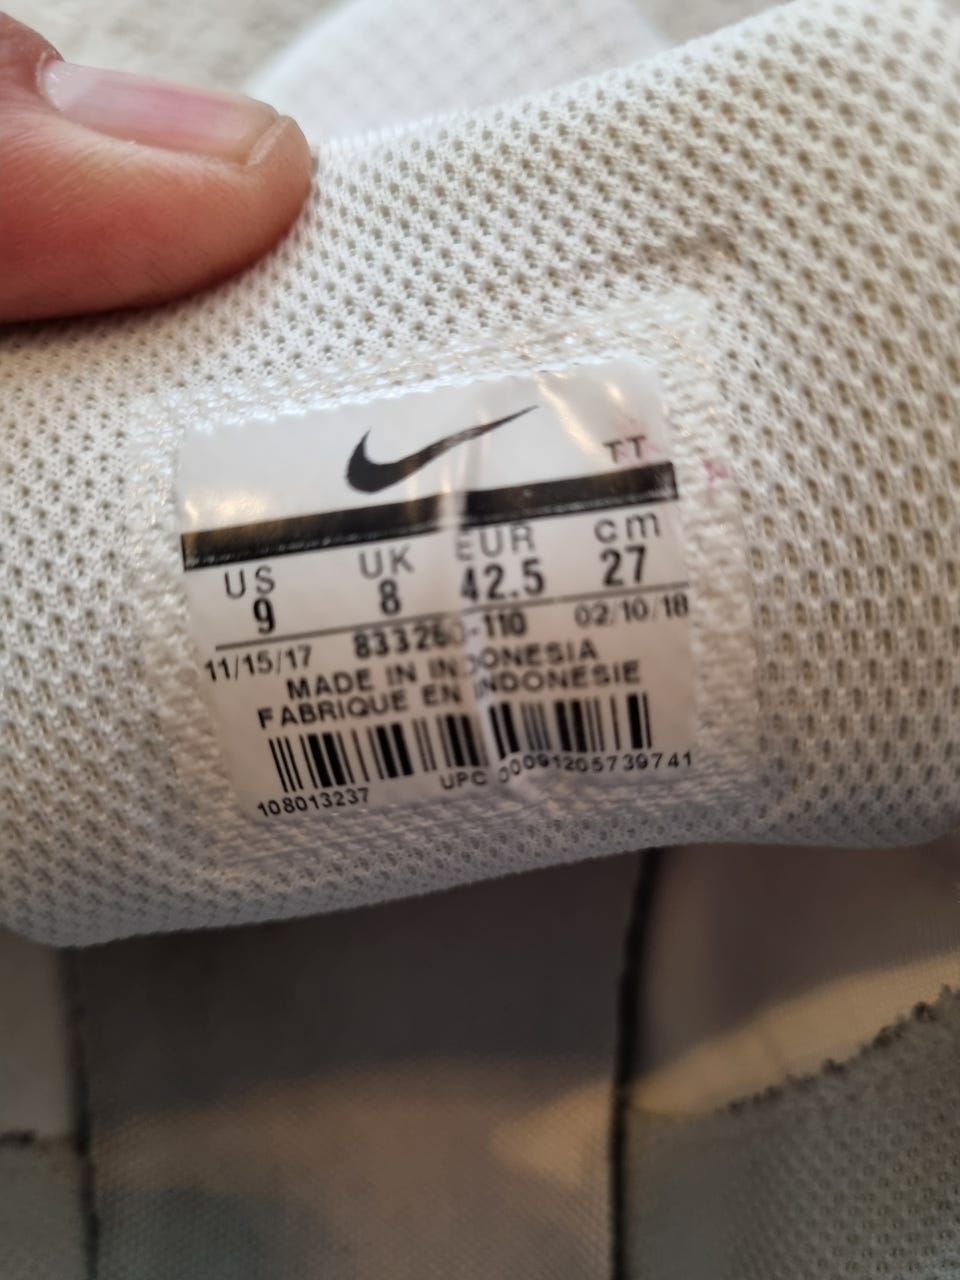 TT
US UK EUR cm
9 8 42.5 27
11/15/17 833260-110 02/10/18
MADE IN INDONESIA
FABRIQUE EN INDONÉSIE
108013237 UPC 00091205739741